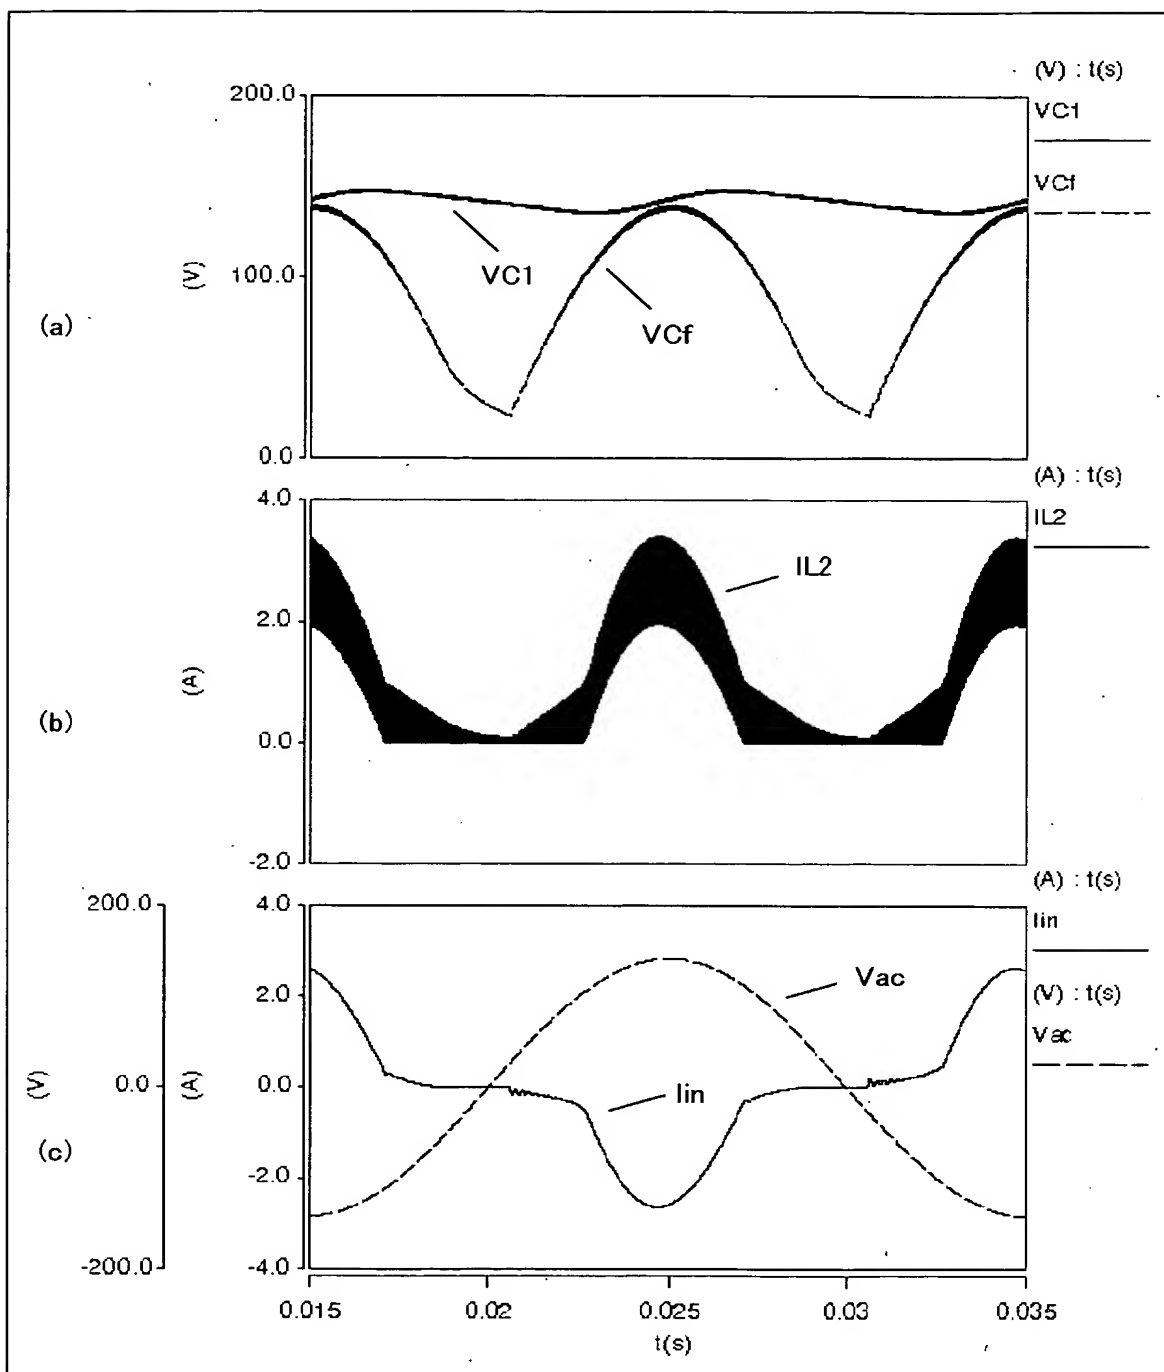 (V) : t(s)
200.0
VC1
VCf
VC1
(V)
100.0
(a)
VCf
0.0
(A) : t(s)
4.0
IL2
IL2
2.0
(A)
(b)
0.0
-2.0
(A) : t(s)
200.0
4.0
Iin
Vac
2.0
(V) : t(s)
Vac
(V)
0.0
(A)
0.0
Iin
(c)
-2.0
-200.0
-4.0
0.015
0.02
0.025
0.03
0.035
t(s)